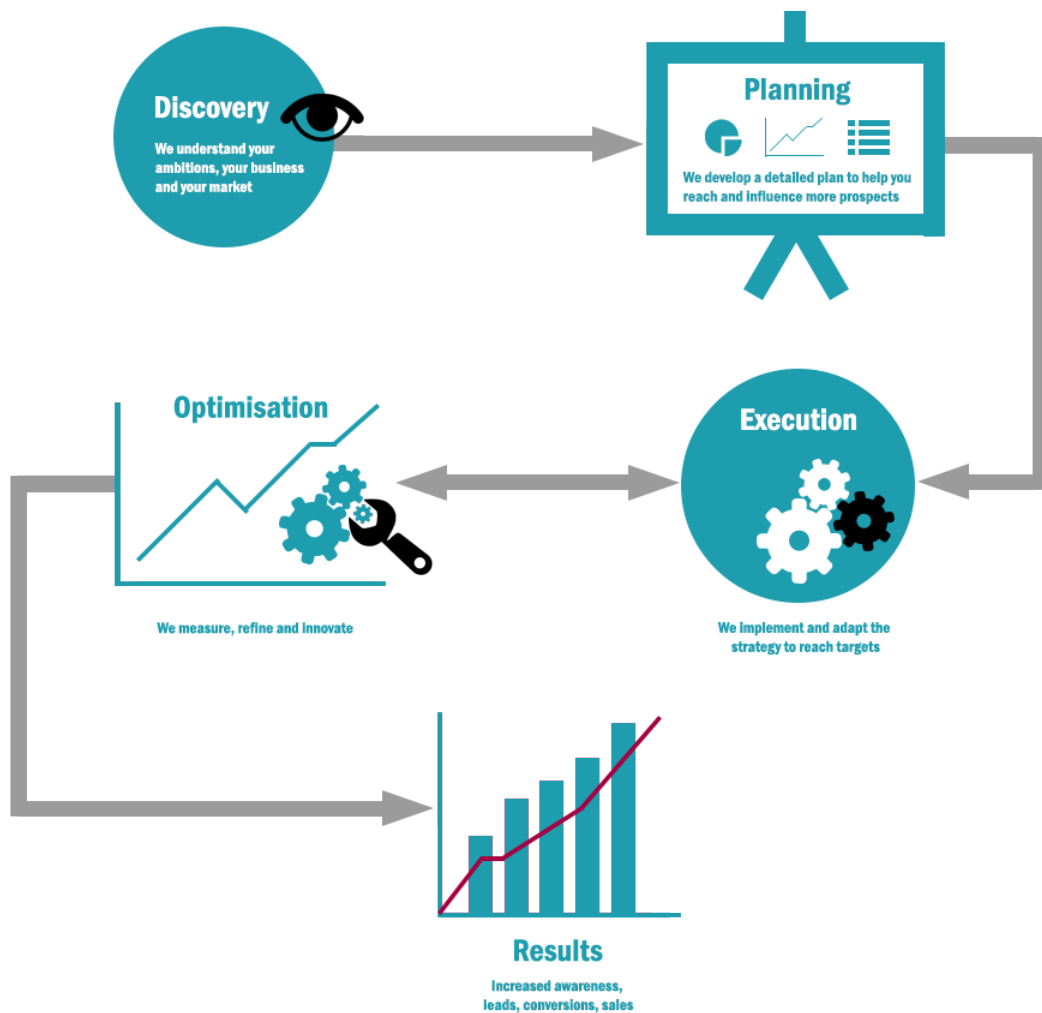 Discovery
We understand your
ambitions, your business
and your market
Planning
We develop a detailed plan to help you
reach and influence more prospects
Optimisation
We measure, refine and innovate
Execution
We implement and adapt the
strategy to reach targets
Results
Increased awareness,
leads, conversions, sales